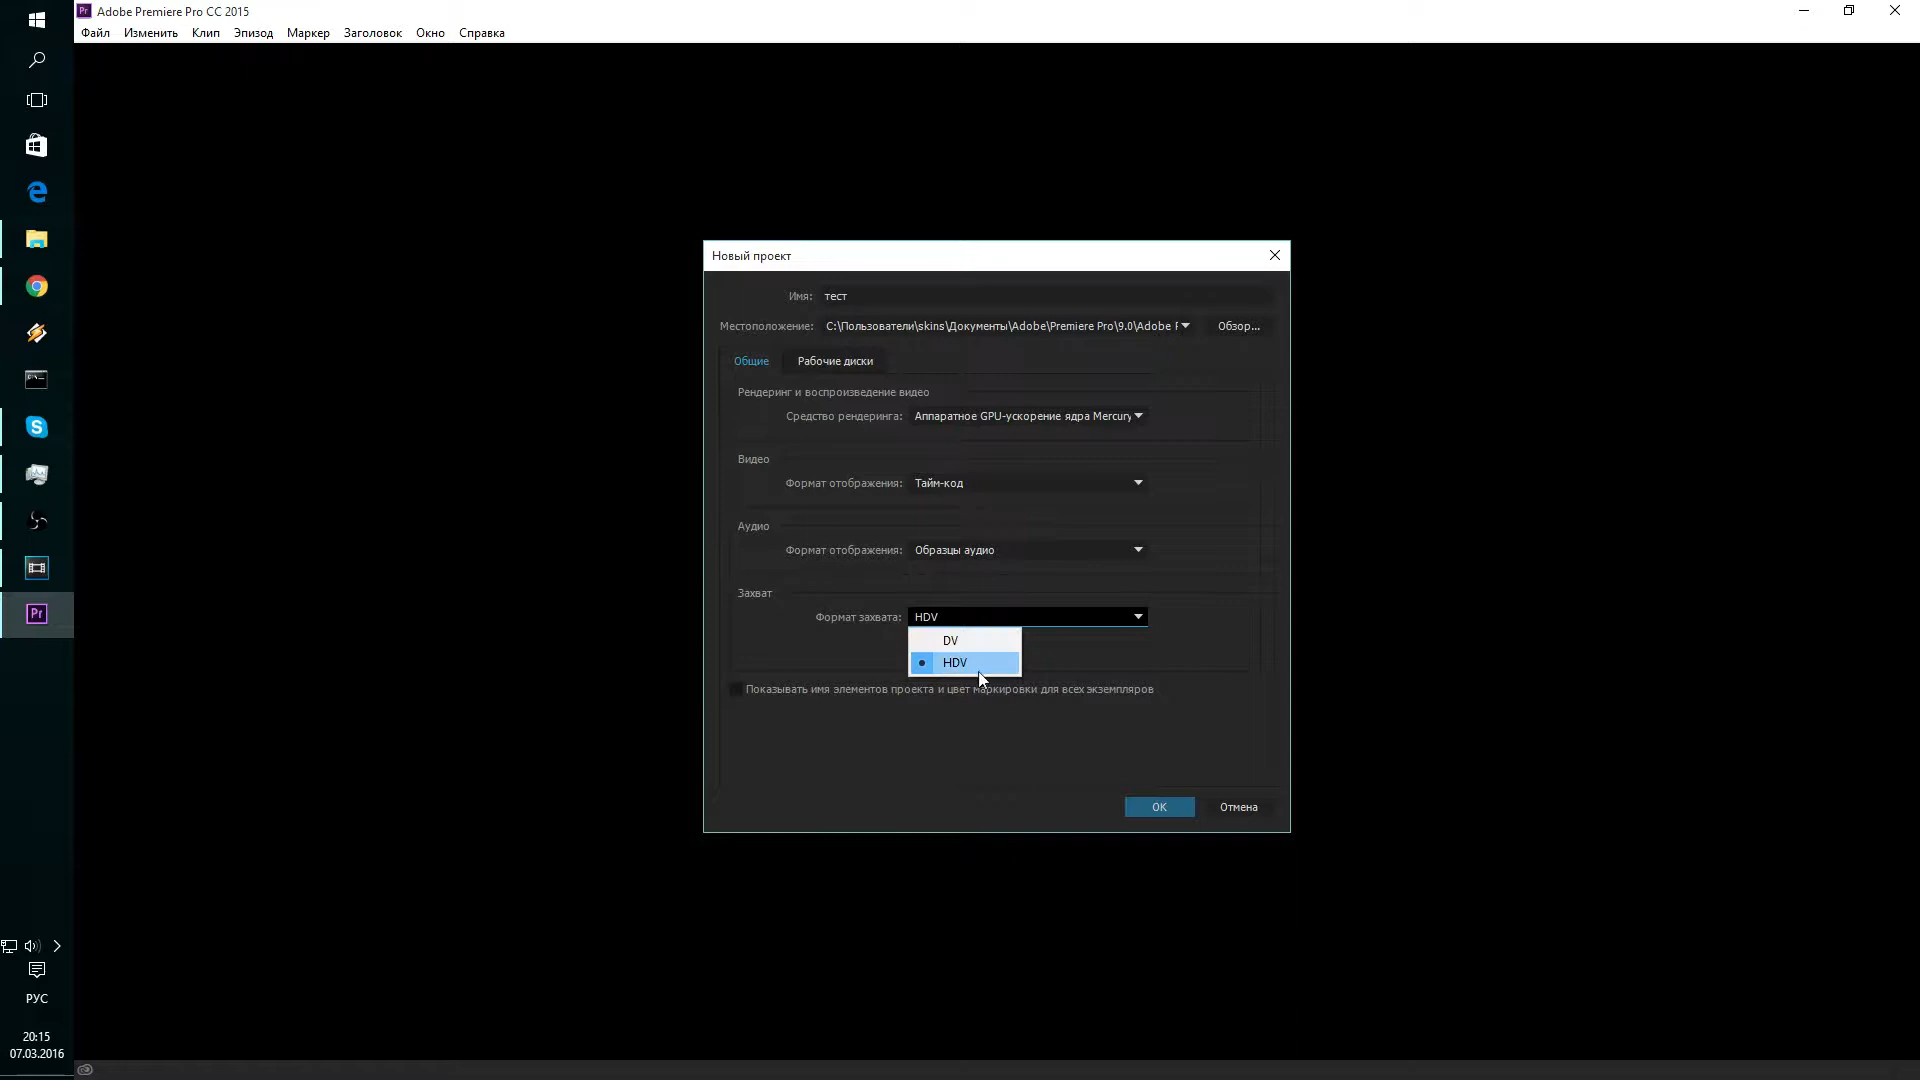 Adobe Premiere Pro CC 2015
Файл Изменить Клип Эпизод Маркер Заголовок Окно Справка
Новый проект
Имя: тест
Местоположение: C:\Пользователи\skins\Документы\Adobe\Premiere Pro\9.0\Adobe Обзор...
Общие Рабочие диски
Рендеринг и воспроизведение видео
Средство рендеринга: Аппаратное GPU-ускорение ядра Mercury
Видео
Формат отображения: Тайм-код
Аудио
Формат отображения: Образцы аудио
Захват
Формат захвата: HDV
DV
HDV
Показывать имя элементов проекта и цвет маркировки для всех экземпляров
OK Отмена
Pr
РУС
20:15
07.03.2016